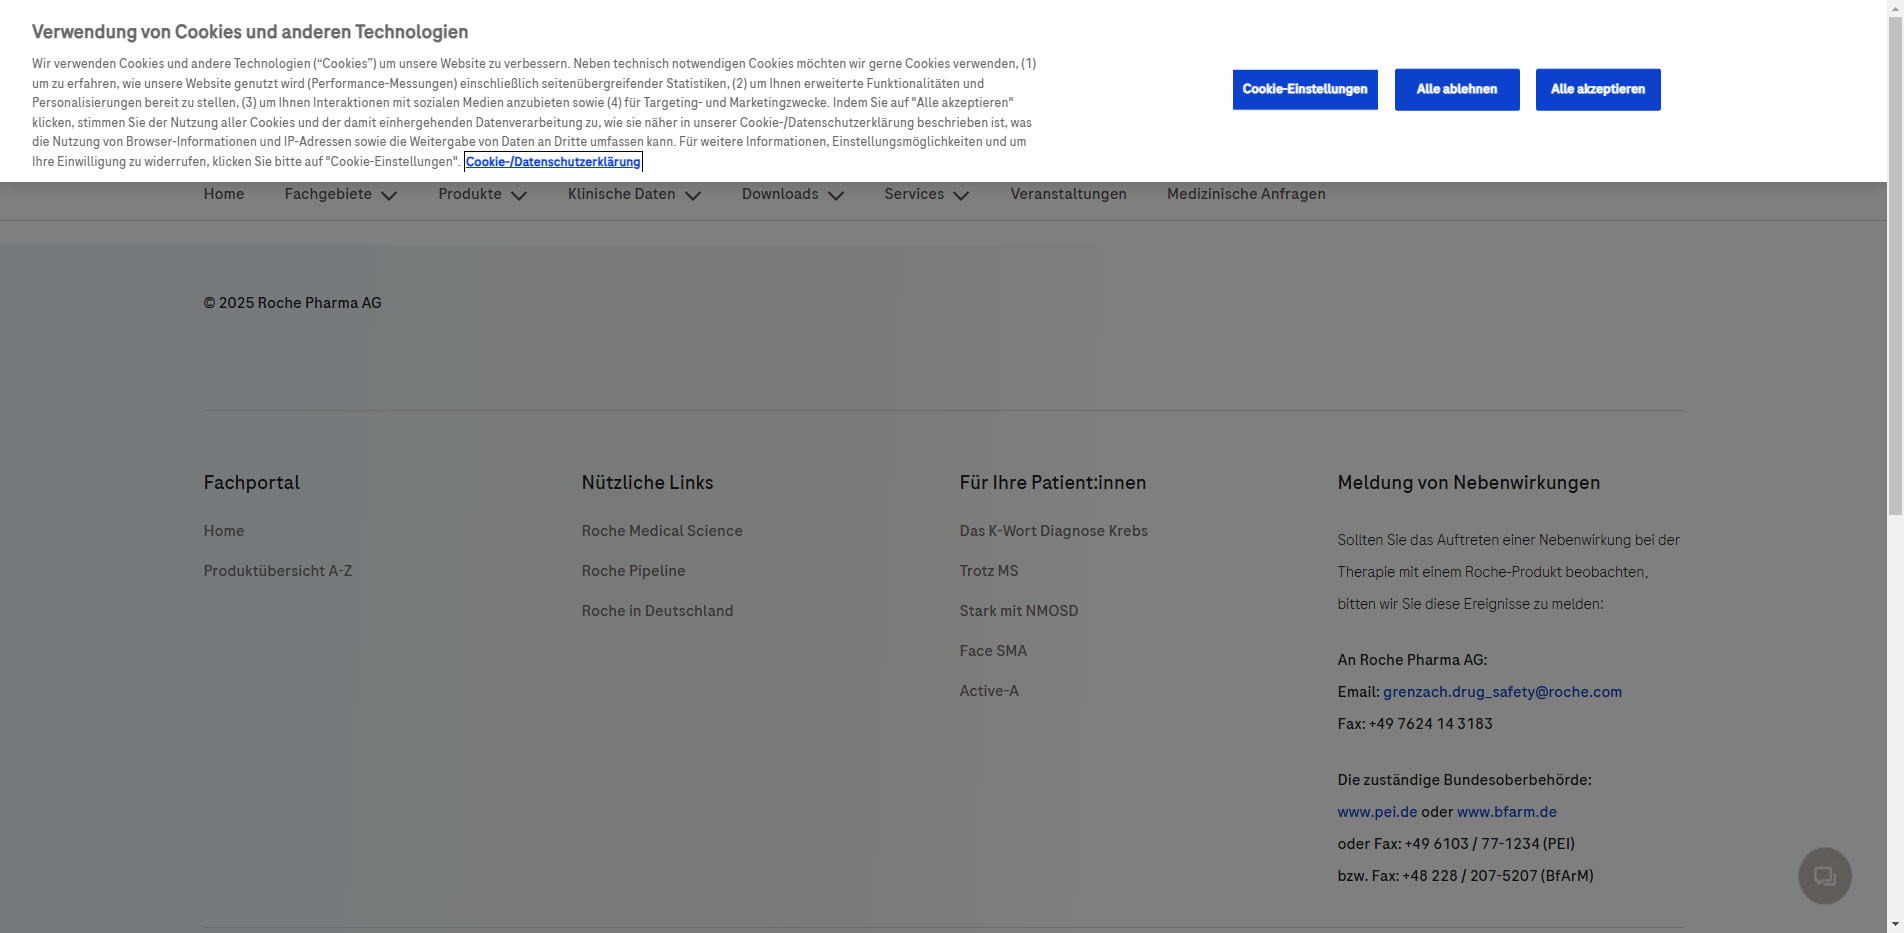 Verwendung von Cookies und anderen Technologien
Wir verwenden Cookies und andere Technologien (“Cookies”) um unsere Website zu verbessern. Neben technisch notwendigen Cookies möchten wir gerne Cookies verwenden, (1)
um zu erfahren, wie unsere Website genutzt wird (Performance-Messungen) einschließlich seitenübergreifender Statistiken, (2) um Ihnen erweiterte Funktionalitäten und
Personalisierungen bereit zu stellen, (3) um Ihnen Interaktionen mit sozialen Medien anzubieten sowie (4) für Targeting- und Marketingzwecke. Indem Sie auf "Alle akzeptieren"
klicken, stimmen Sie der Nutzung aller Cookies und der damit einhergehenden Datenverarbeitung zu, wie sie näher in unserer Cookie-/Datenschutzerklärung beschrieben ist, was
die Nutzung von Browser-Informationen und IP-Adressen sowie die Weitergabe von Daten an Dritte umfassen kann. Für weitere Informationen, Einstellungsmöglichkeiten und um
Ihre Einwilligung zu widerrufen, klicken Sie bitte auf "Cookie-Einstellungen". Cookie-/Datenschutzerklärung
Cookie-Einstellungen
Alle ablehnen
Alle akzeptieren
Home Fachgebiete Produkte Klinische Daten Downloads Services Veranstaltungen Medizinische Anfragen
© 2025 Roche Pharma AG
Fachportal
Home
Produktübersicht A-Z
Nützliche Links
Roche Medical Science
Roche Pipeline
Roche in Deutschland
Für Ihre Patient:innen
Das K-Wort Diagnose Krebs
Trotz MS
Stark mit NMOSD
Face SMA
Active-A
Meldung von Nebenwirkungen
Sollten Sie das Auftreten einer Nebenwirkung bei der
Therapie mit einem Roche-Produkt beobachten,
bitten wir Sie diese Ereignisse zu melden:
An Roche Pharma AG:
Email: grenzach.drug_safety@roche.com
Fax: +49 7624 14 3183
Die zuständige Bundesoberbehörde:
www.pei.de oder www.bfarm.de
oder Fax: +49 6103 / 77-1234 (PEI)
bzw. Fax: +48 228 / 207-5207 (BfArM)